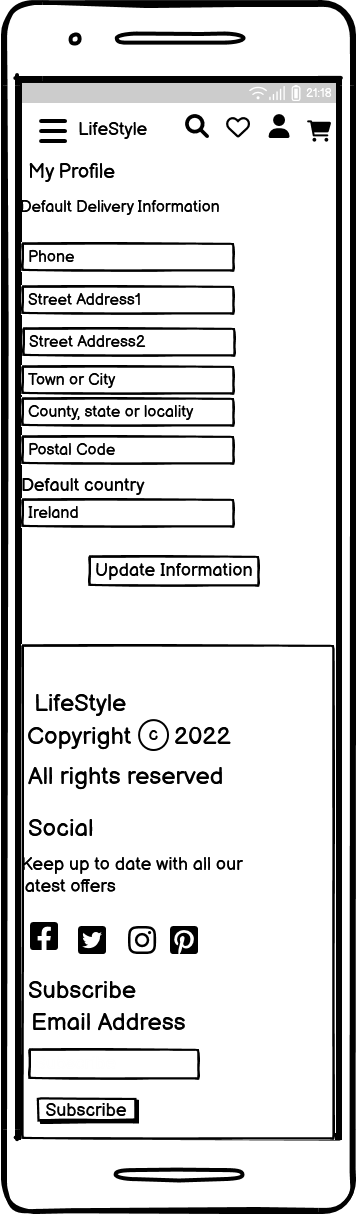 21:18
LifeStyle
My Profile
Default Delivery Information
Phone
Street Address1
Street Address2
Town or City
County, state or locality
Postal Code
Default country
Ireland
Update Information
LifeStyle
Copyright © 2022
All rights reserved
Social
Keep up to date with all our
atest offers
Subscribe
Email Address
Subscribe